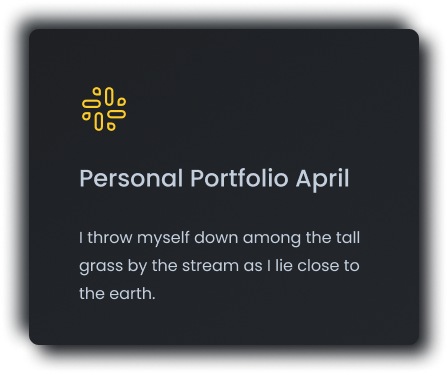 Personal Portfolio April
I throw myself down among the tall
grass by the stream as I lie close to
the earth.